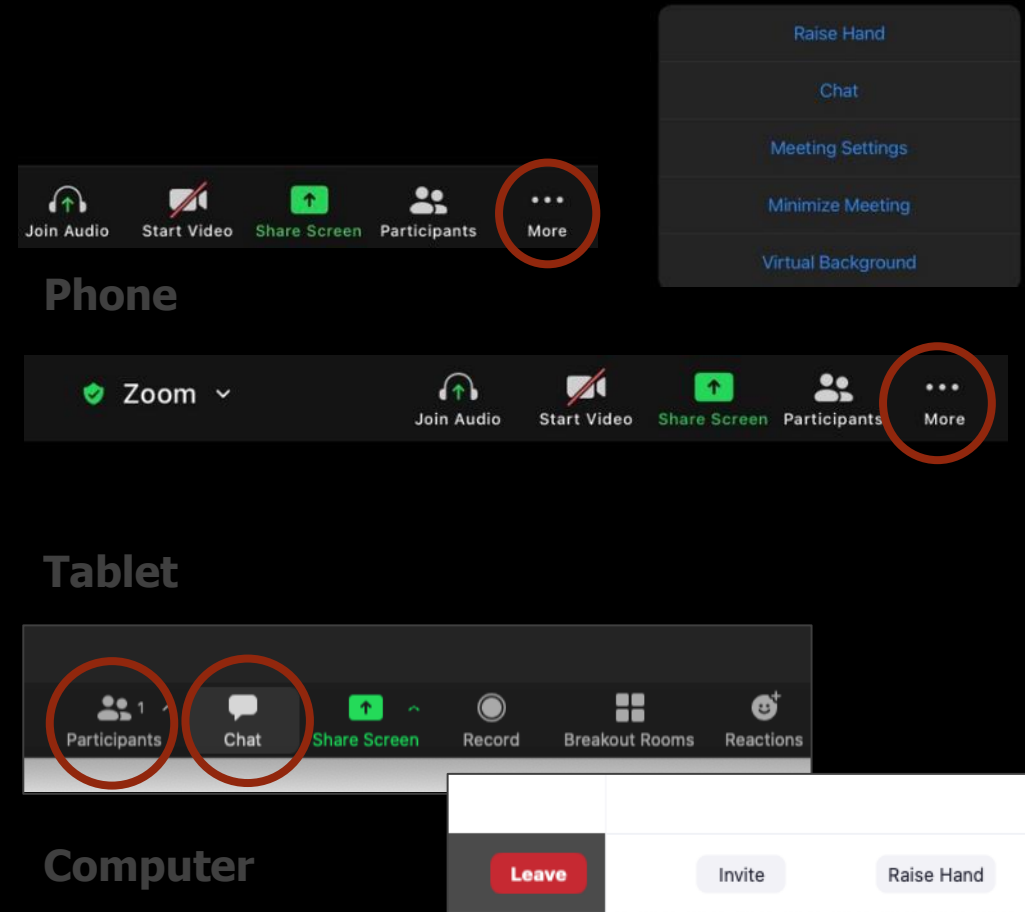 Raise Hand
Chat
Meeting Settings
Minimize Meeting
Virtual Background
Join Audio Start Video Share Screen Participants More
Phone
Zoom Join Audio Start Video Share Screen Participants More
Tablet
1
Participants Chat Share Screen Record Breakout Rooms Reactions
Computer
Leave Invite Raise Hand